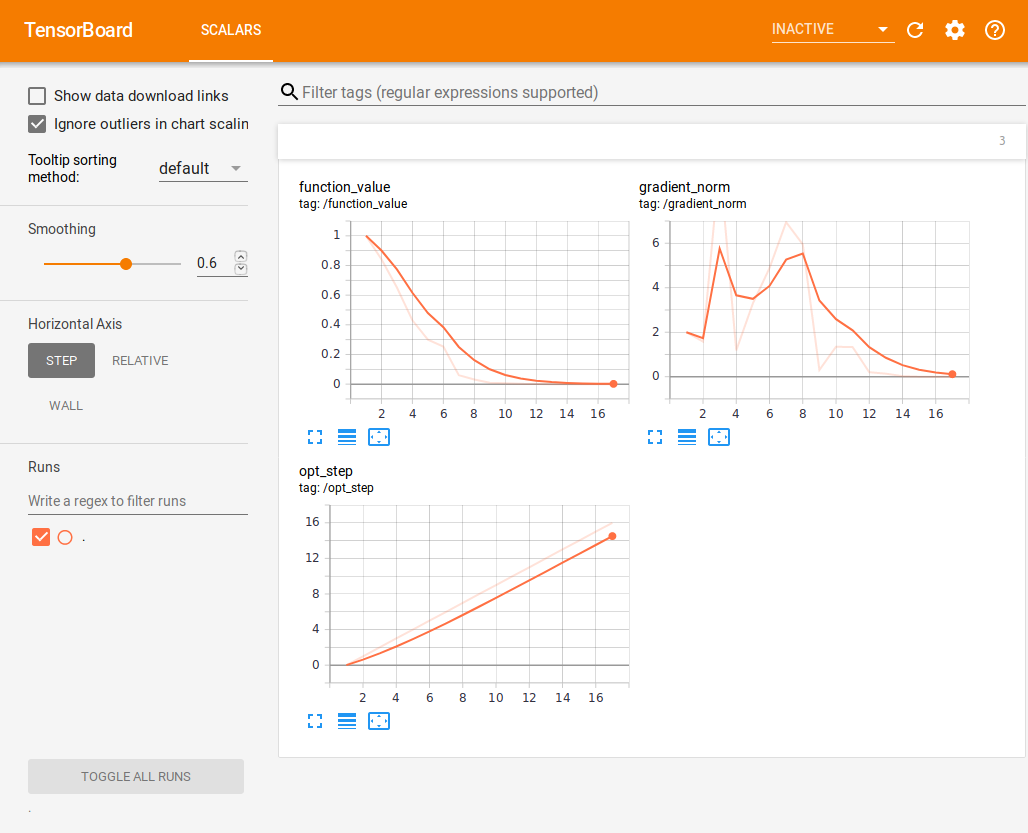 TensorBoard
SCALARS
INACTIVE
Show data download links
Ignore outliers in chart scalin
Tooltip sorting
method:
default
Smoothing
0.6
Horizontal Axis
STEP
RELATIVE
WALL
Runs
Write a regex to filter runs
.
TOGGLE ALL RUNS
.
Filter tags (regular expressions supported)
3
function_value
tag: /function_value
1
0.8
0.6
0.4
0.2
0
2 4 6 8 10 12 14 16
gradient_norm
tag: /gradient_norm
6
4
2
0
2 4 6 8 10 12 14 16
opt_step
tag: /opt_step
16
12
8
4
0
2 4 6 8 10 12 14 16